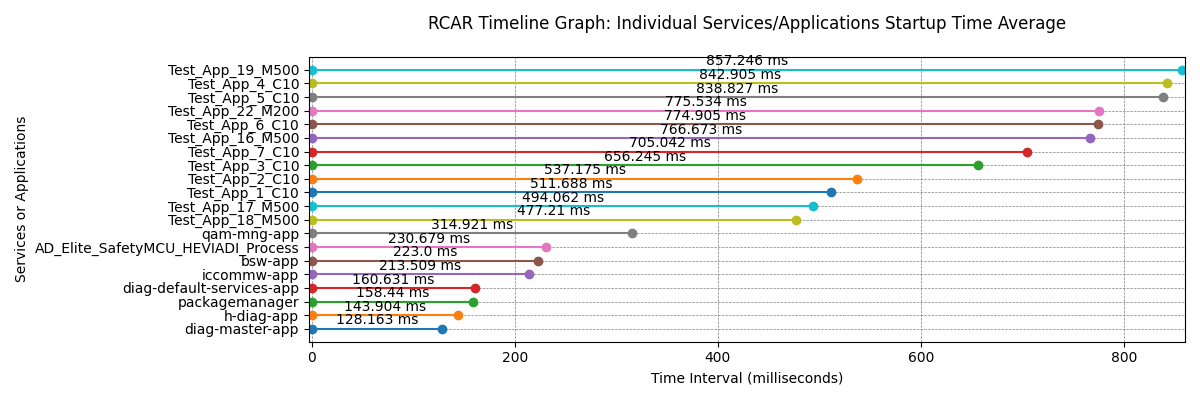 RCAR Timeline Graph: Individual Services/Applications Startup Time Average
857.246 ms
Test_App_19_M500
842.905 ms
Test_App_4_C10
838.827 ms
Test_App_5_C10
775.534 ms
Test_App_22_M200
774.905 ms
Test_App_6_C10
766.673 ms
Test_App_16_M500
705.042 ms
Test_App_7_C10
656.245 ms
Test_App_3_C10
537.175 ms
Test_App_2_C10
511.688 ms
Test_App_1_C10
494.062 ms
Test_App_17_M500
477.21 ms
Test_App_18_M500
314.921 ms
qam-mng-app
230.679 ms
AD_Elite_SafetyMCU_HEVIADI_Process
223.0 ms
bsw-app
213.509 ms
iccommw-app
160.631 ms
diag-default-services-app
158.44 ms
packagemanager
143.904 ms
h-diag-app
128.163 ms
diag-master-app
Services or Applications
0 200 400 600 800
Time Interval (milliseconds)